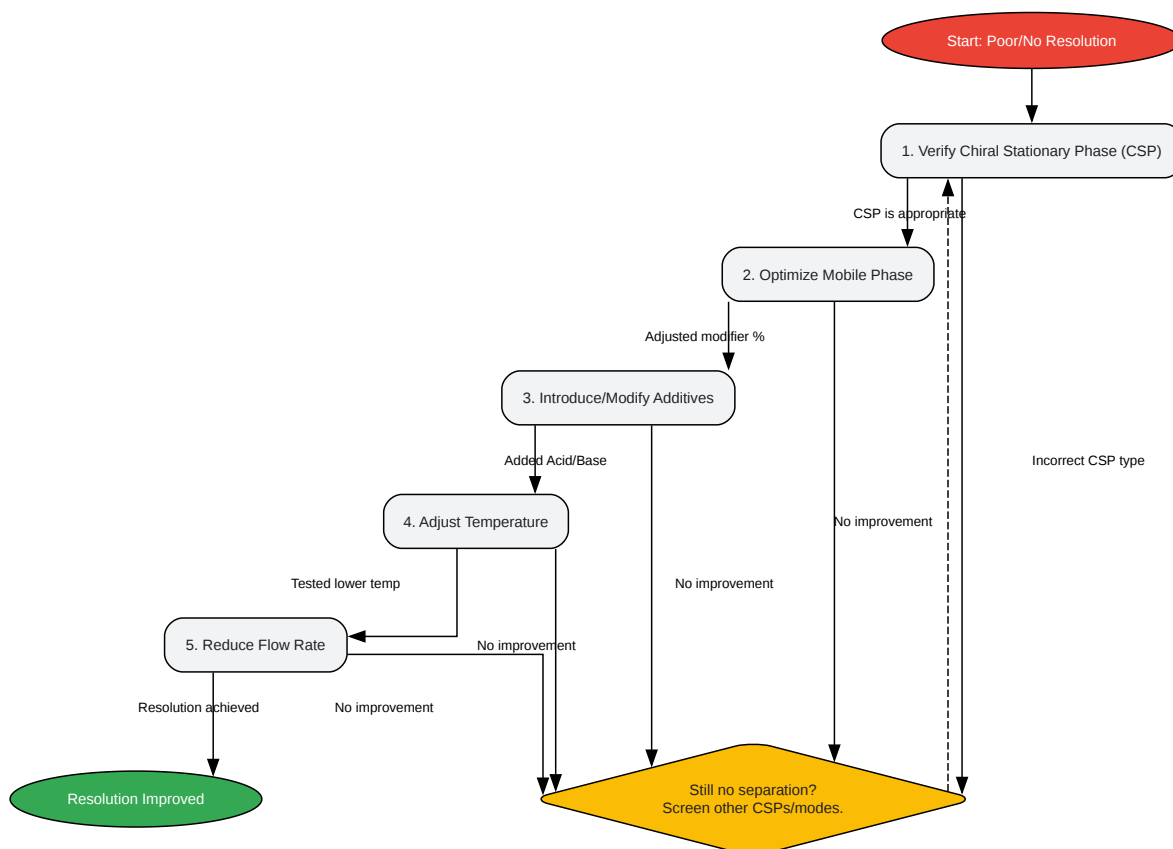 Start: Poor/No Resolution
1. Verify Chiral Stationary Phase (CSP)
CSP is appropriate
2. Optimize Mobile Phase
Adjusted modifier %
3. Introduce/Modify Additives
Added Acid/Base
Incorrect CSP type
4. Adjust Temperature
No improvement
Tested lower temp
No improvement
5. Reduce Flow Rate
No improvement
Resolution achieved
No improvement
Resolution Improved
Still no separation?
Screen other CSPs/modes.